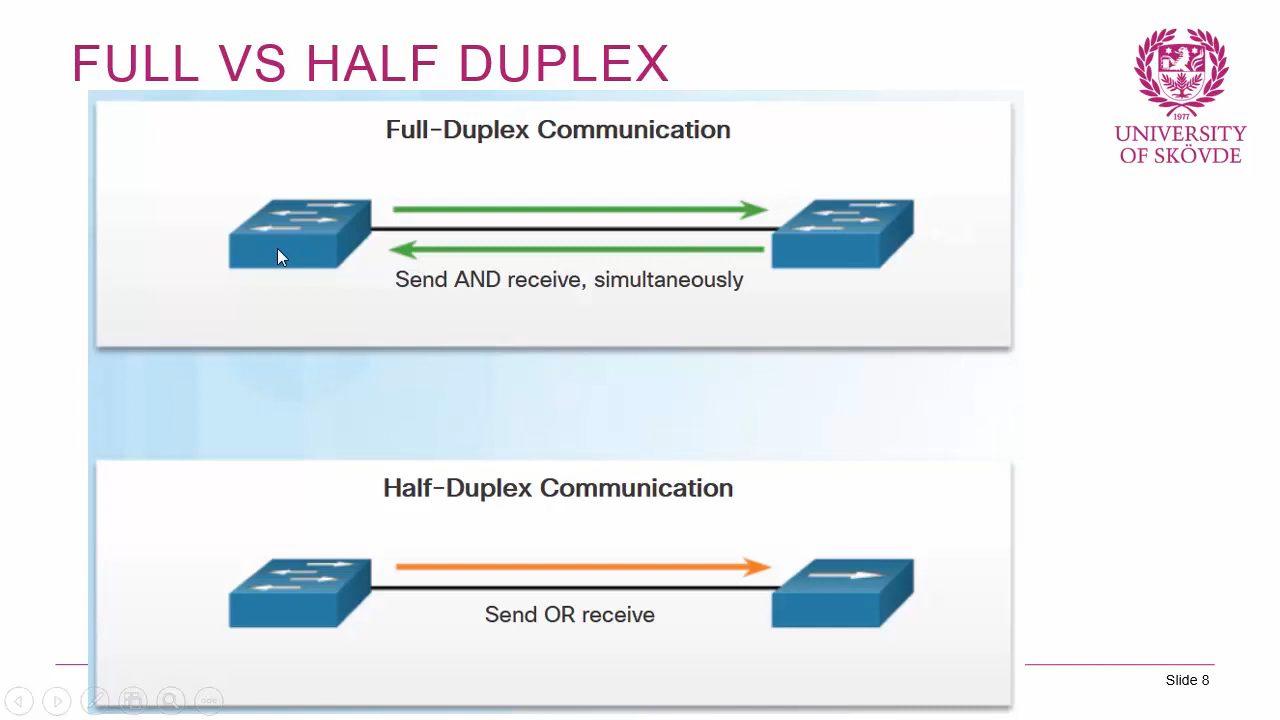 FULL VS HALF DUPLEX
1977
UNIVERSITY
OF SKÖVDE
Full-Duplex Communication
Send AND receive, simultaneously
Half-Duplex Communication
Send OR receive
Slide 8